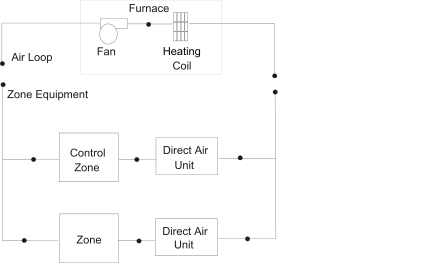 Furnace
Fan
Heating
Coil
Air Loop
Zone Equipment
Control
Zone
Direct Air
Unit
Zone
Direct Air
Unit